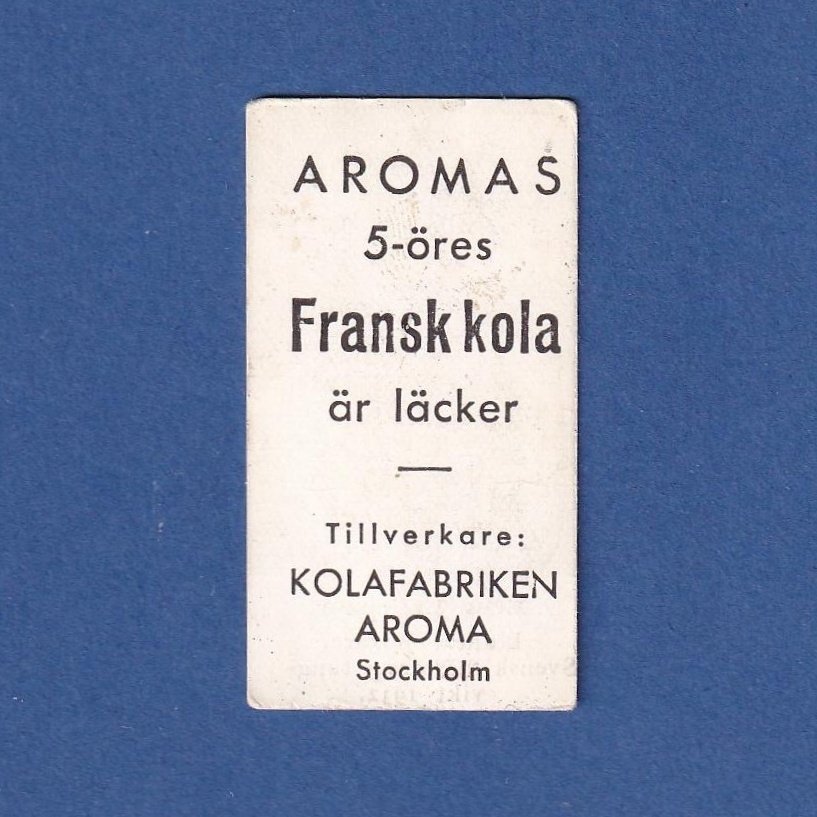 AROMAS
5-öres
Fransk kola
är läcker
Tillverkare:
KOLAFABRIKEN
AROMA
Stockholm